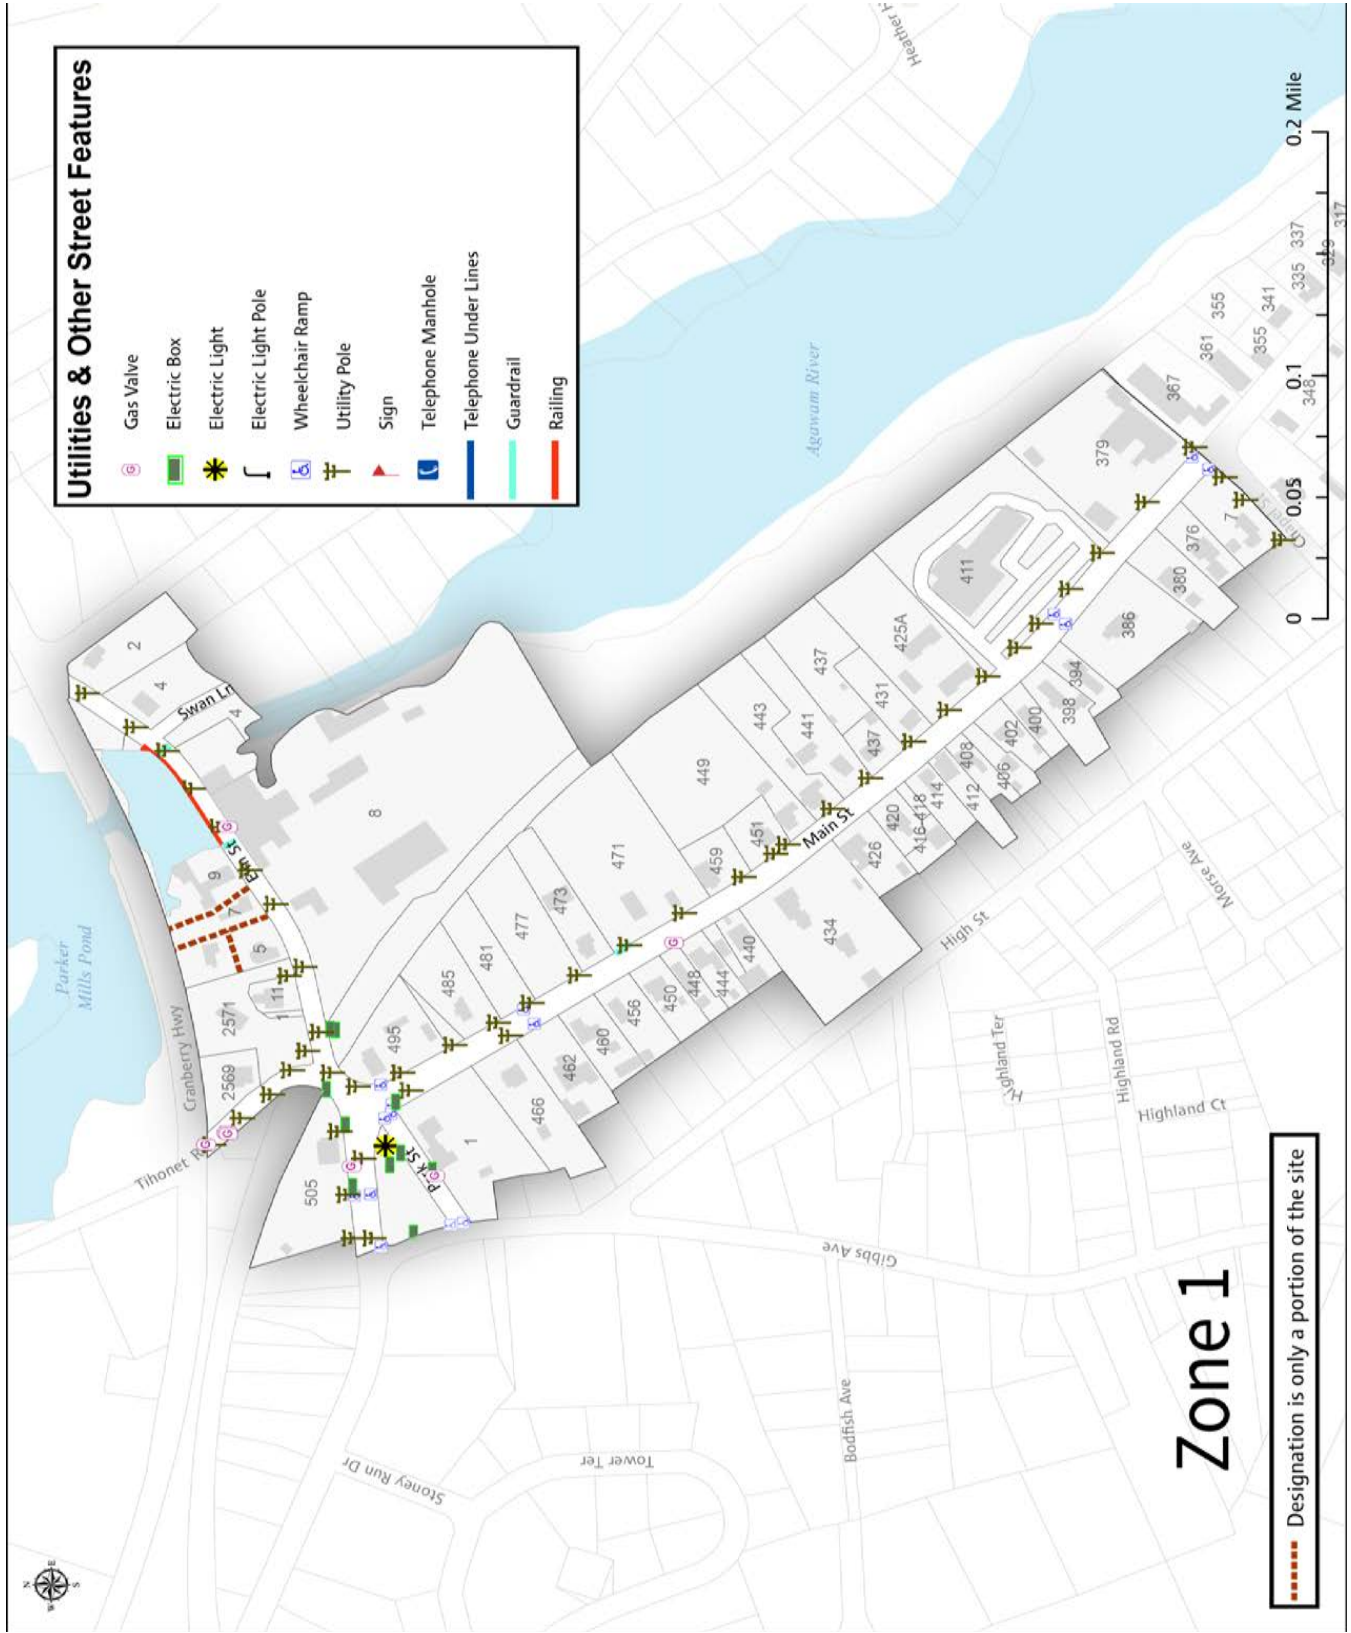 Utilities & Other Street Features
G Gas Valve
Electric Box
Electric Light
Electric Light Pole
Wheelchair Ramp
Utility Pole
Sign
Telephone Manhole
Telephone Under Lines
Guardrail
Railing
N
W E
S
Parker
Mills Pond
Cranberry Hwy
Tihonet R
Swan Ln
Elm St
Main St
Park St
Agawam River
High St
Morse Ave
Highland Ter
Highland Rd
Highland Ct
Gibbs Ave
Bodfish Ave
Tower Ter
Stoney Run Dr
2
4
4
8
9
7
5
11
1
2571
2569
505
1
495
485
481
477
473
471
466
462
460
456
450
448
444
440
434
449
459
451
443
441
437
437
431
425A
426
420
416-418
414
412
408
406
402
400
398
394
386
380
376
7
411
379
367
361
355
355
341
335
337
329
317
348
0
0.05
0.1
0.2 Mile
Zone 1
Designation is only a portion of the site